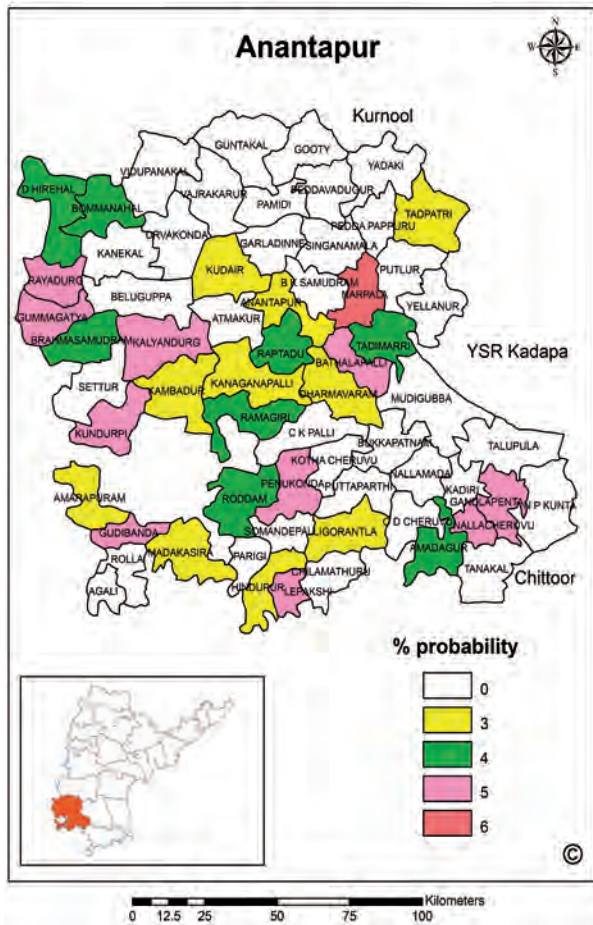 Anantapur
N
W
E
S
Kurnool
GUNTAKAL
GOOTY
YADAKI
VIDUPANAKAL
D HIREHAL
VAJRAKARUR
PEDDAVADUGUR
BOMMANAHAL
PAMIDI
TADPATRI
PEDDA PAPPURU
URVAKONDA
GARLADINNE
SINGANAMALA
KANEKAL
KUDAIR
PUTLUR
RAYADURG
B K SAMUDRAM
NARPALA
BELUGUPPA
ANANTAPUR
YELLANUR
GUMMAGATYA
ATMAKUR
BRAHMASAMUDRAM
KALYANDURG
RAPTADU
TADIMARRI
YSR Kadapa
BATHALAPALLI
SETTUR
KANAGANAPALLI
KAMBADUR
DHARMAVARAM
MUDIGUBBA
RAMAGIRI
KUNDURPI
C K PALLI
BUKKAPATNAM
TALUPULA
KOTHA CHERUVU
NALLAMADA
KADIRI
PENUKONDA
PUTTAPARTHI
AMARAPURAM
RODDAM
GANDLAPENTA
N P KUNTA
C D CHERUVU
NALLACHERUVU
GUDIBANDA
SOMANDEPALLI
GORANTLA
MADAKASIRA
PARIGI
AMADAGUR
ROLLA
TANAKAL
CHILAMATHURU
Chittoor
AGALI
HINDUPUR
LEPAKSHI
% probability
0
3
4
5
6
©
Kilometers
0 12.5 25 50 75 100